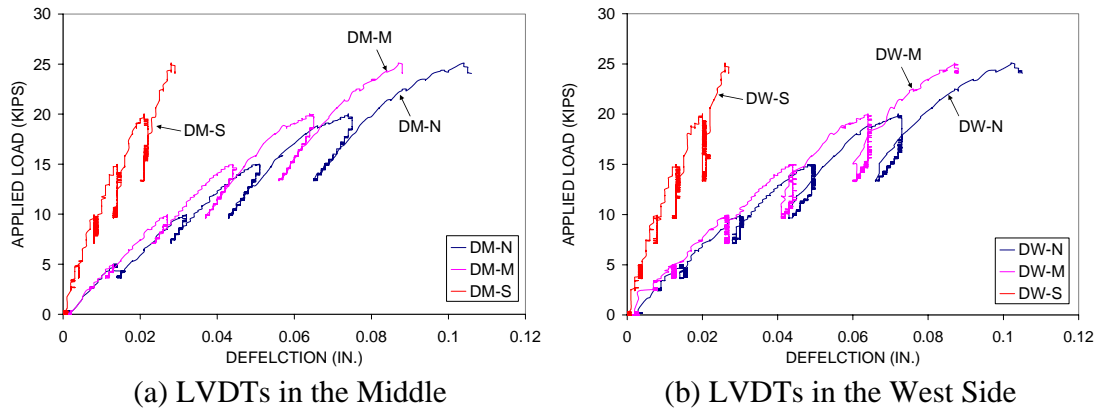 30
25
20
15
10
5
0
APPLIED LOAD (KIPS)
DM-M
DM-N
DM-S
DM-N
DM-M
DM-S
0 0.02 0.04 0.06 0.08 0.1 0.12
DEFELCTION (IN.)
(a) LVDTs in the Middle
30
25
20
15
10
5
0
APPLIED LOAD (KIPS)
DW-M
DW-S
DW-N
DW-N
DW-M
DW-S
0 0.02 0.04 0.06 0.08 0.1 0.12
DEFELCTION (IN.)
(b) LVDTs in the West Side